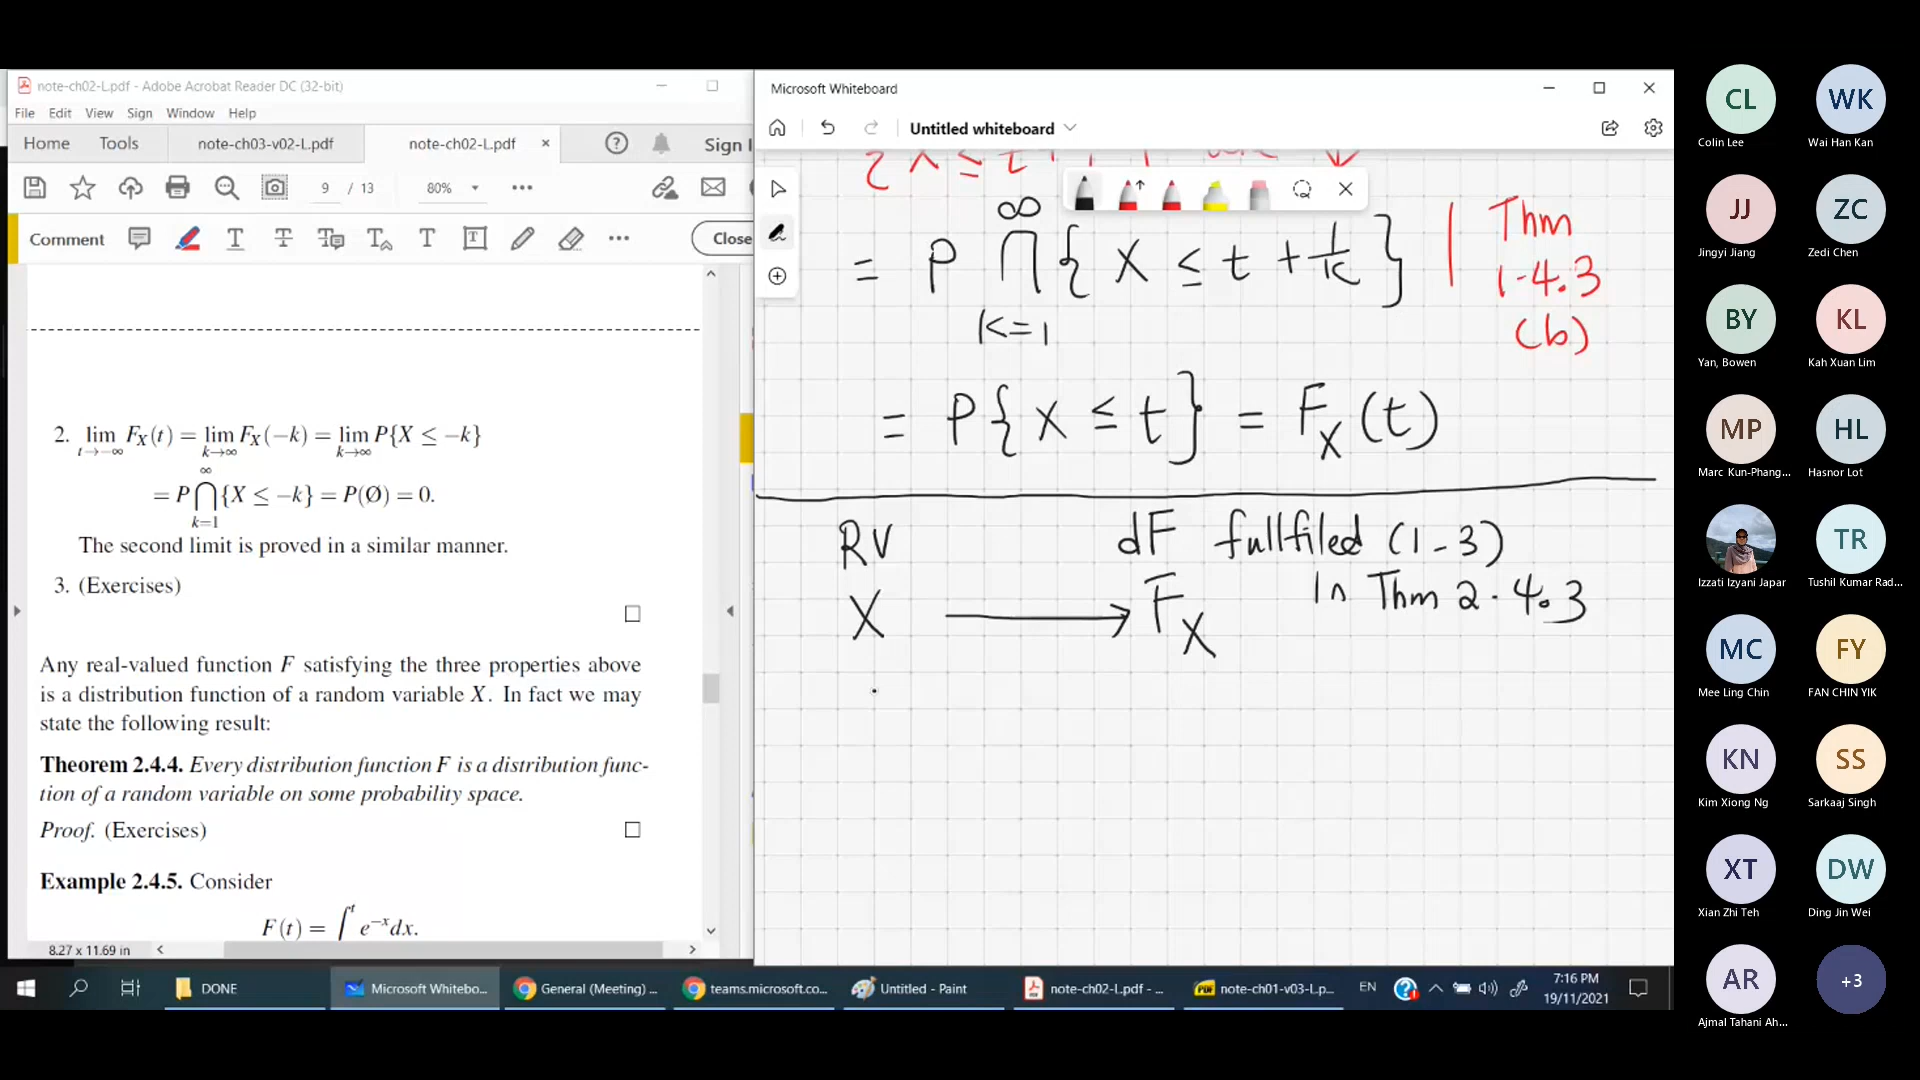 note-ch02-L.pdf - Adobe Acrobat Reader DC (32-bit)
File Edit View Sign Window Help
Home Tools note-ch03-v02-L.pdf note-ch02-L.pdf × Sign I
9 / 13 80%
Comment Close
2. lim F_X(t) = lim F_X(−k) = lim P{X ≤ −k}
t→−∞ k→∞ k→∞
∞
= P⋂{X ≤ −k} = P(Ø) = 0.
k=1
The second limit is proved in a similar manner.
3. (Exercises)
□
Any real-valued function F satisfying the three properties above
is a distribution function of a random variable X. In fact we may
state the following result:
Theorem 2.4.4. Every distribution function F is a distribution func-
tion of a random variable on some probability space.
Proof. (Exercises) □
Example 2.4.5. Consider
F(t) = ∫^t e^{−x}dx.
8.27 x 11.69 in
Microsoft Whiteboard
Untitled whiteboard
∞
= P ⋂ { X ≤ t + 1/k }
k=1
Thm
1.4.3
(b)
= P{X ≤ t} = F_X(t)
RV dF fullfiled (1-3)
In Thm 2.4.3
X → F_X
CL
Colin Lee
WK
Wai Han Kan
JJ
Jingyi Jiang
ZC
Zedi Chen
BY
Yan, Bowen
KL
Kah Xuan Lim
MP
Marc Kun-Phang...
HL
Hasnor Lot
Izzati Izyani Japar
TR
Tushil Kumar Rad...
MC
Mee Ling Chin
FY
FAN CHIN YIK
KN
Kim Xiong Ng
SS
Sarkaaj Singh
XT
Xian Zhi Teh
DW
Ding Jin Wei
AR
Ajmal Tahani Ah...
+3
DONE Microsoft Whitebo... General (Meeting) ... teams.microsoft.co... Untitled - Paint note-ch02-L.pdf - ... note-ch01-v03-L.p... EN
7:16 PM
19/11/2021